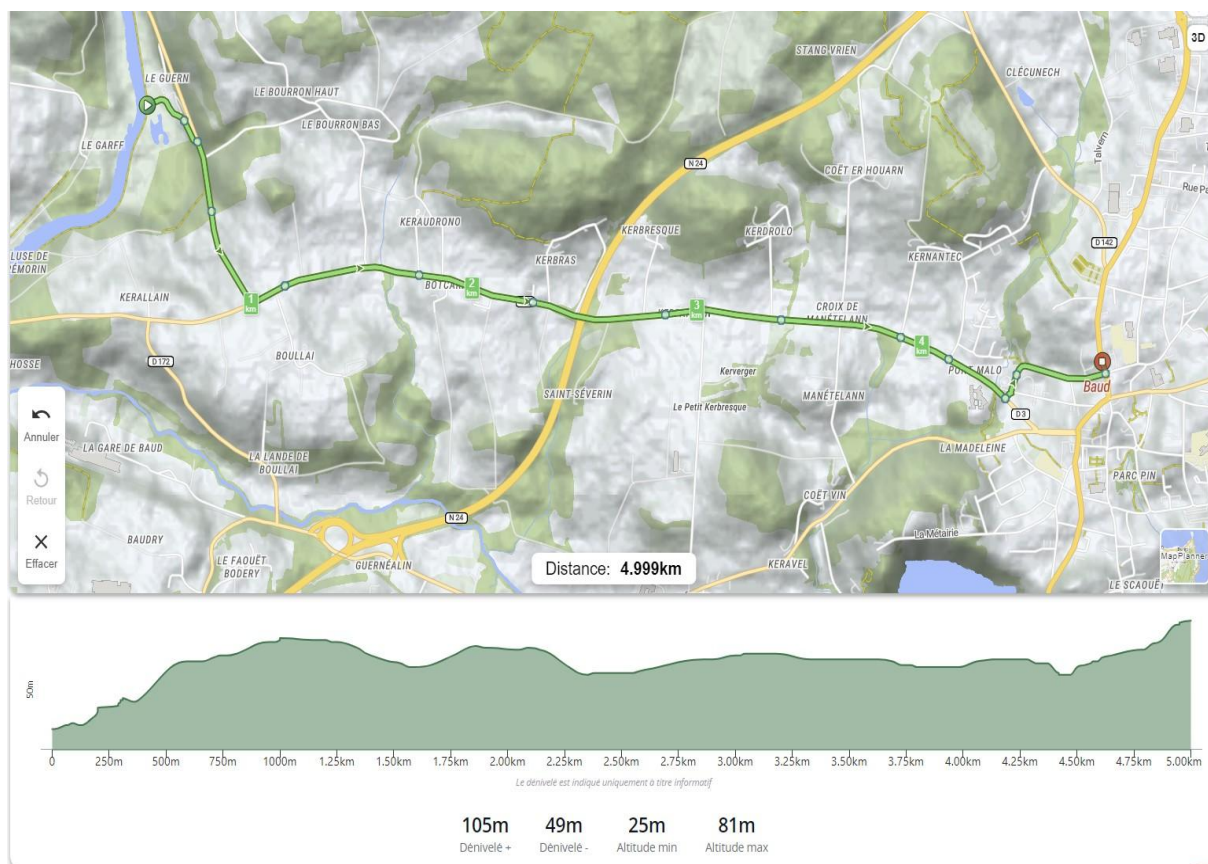 3D
STANG VRIEN
LE GUERN
CLÉCUNECH
LE BOURRON HAUT
LE BOURRON BAS
LE GARFF
Talvern
N 24
COËT ER HOUARN
Rue Pa
KERAUDRONO
KERBRESQUE
KERDROLO
D 142
LUSE DE
RÉMORIN
KERBRAS
KERNANTEC
KERALLAIN
1
km
2
km
3
km
CROIX DE
MANÉTELANN
4
km
BOULLAI
D 172
HOSSE
Kerverger
Baud
SAINT-SÉVERIN
Le Petit Kerbresque
MANÉTELANN
D 3
Annuler
LA GARE DE BAUD
LA LANDE DE
BOULLAI
LA MADELEINE
PARC PIN
Retour
COËT VIN
N 24
BAUDRY
La Métairie
Effacer
LE FAOUËT
BODERY
GUERNÉALIN
Distance: 4.999km
KERAVEL
MapPlanner
LE SCAOUËT
50m
0 250m 500m 750m 1000m 1.25km 1.50km 1.75km 2.00km 2.25km 2.50km 2.75km 3.00km 3.25km 3.50km 3.75km 4.00km 4.25km 4.50km 4.75km 5.00km
Le dénivelé est indiqué uniquement à titre informatif
105m 49m 25m 81m
Dénivelé + Dénivelé - Altitude min Altitude max